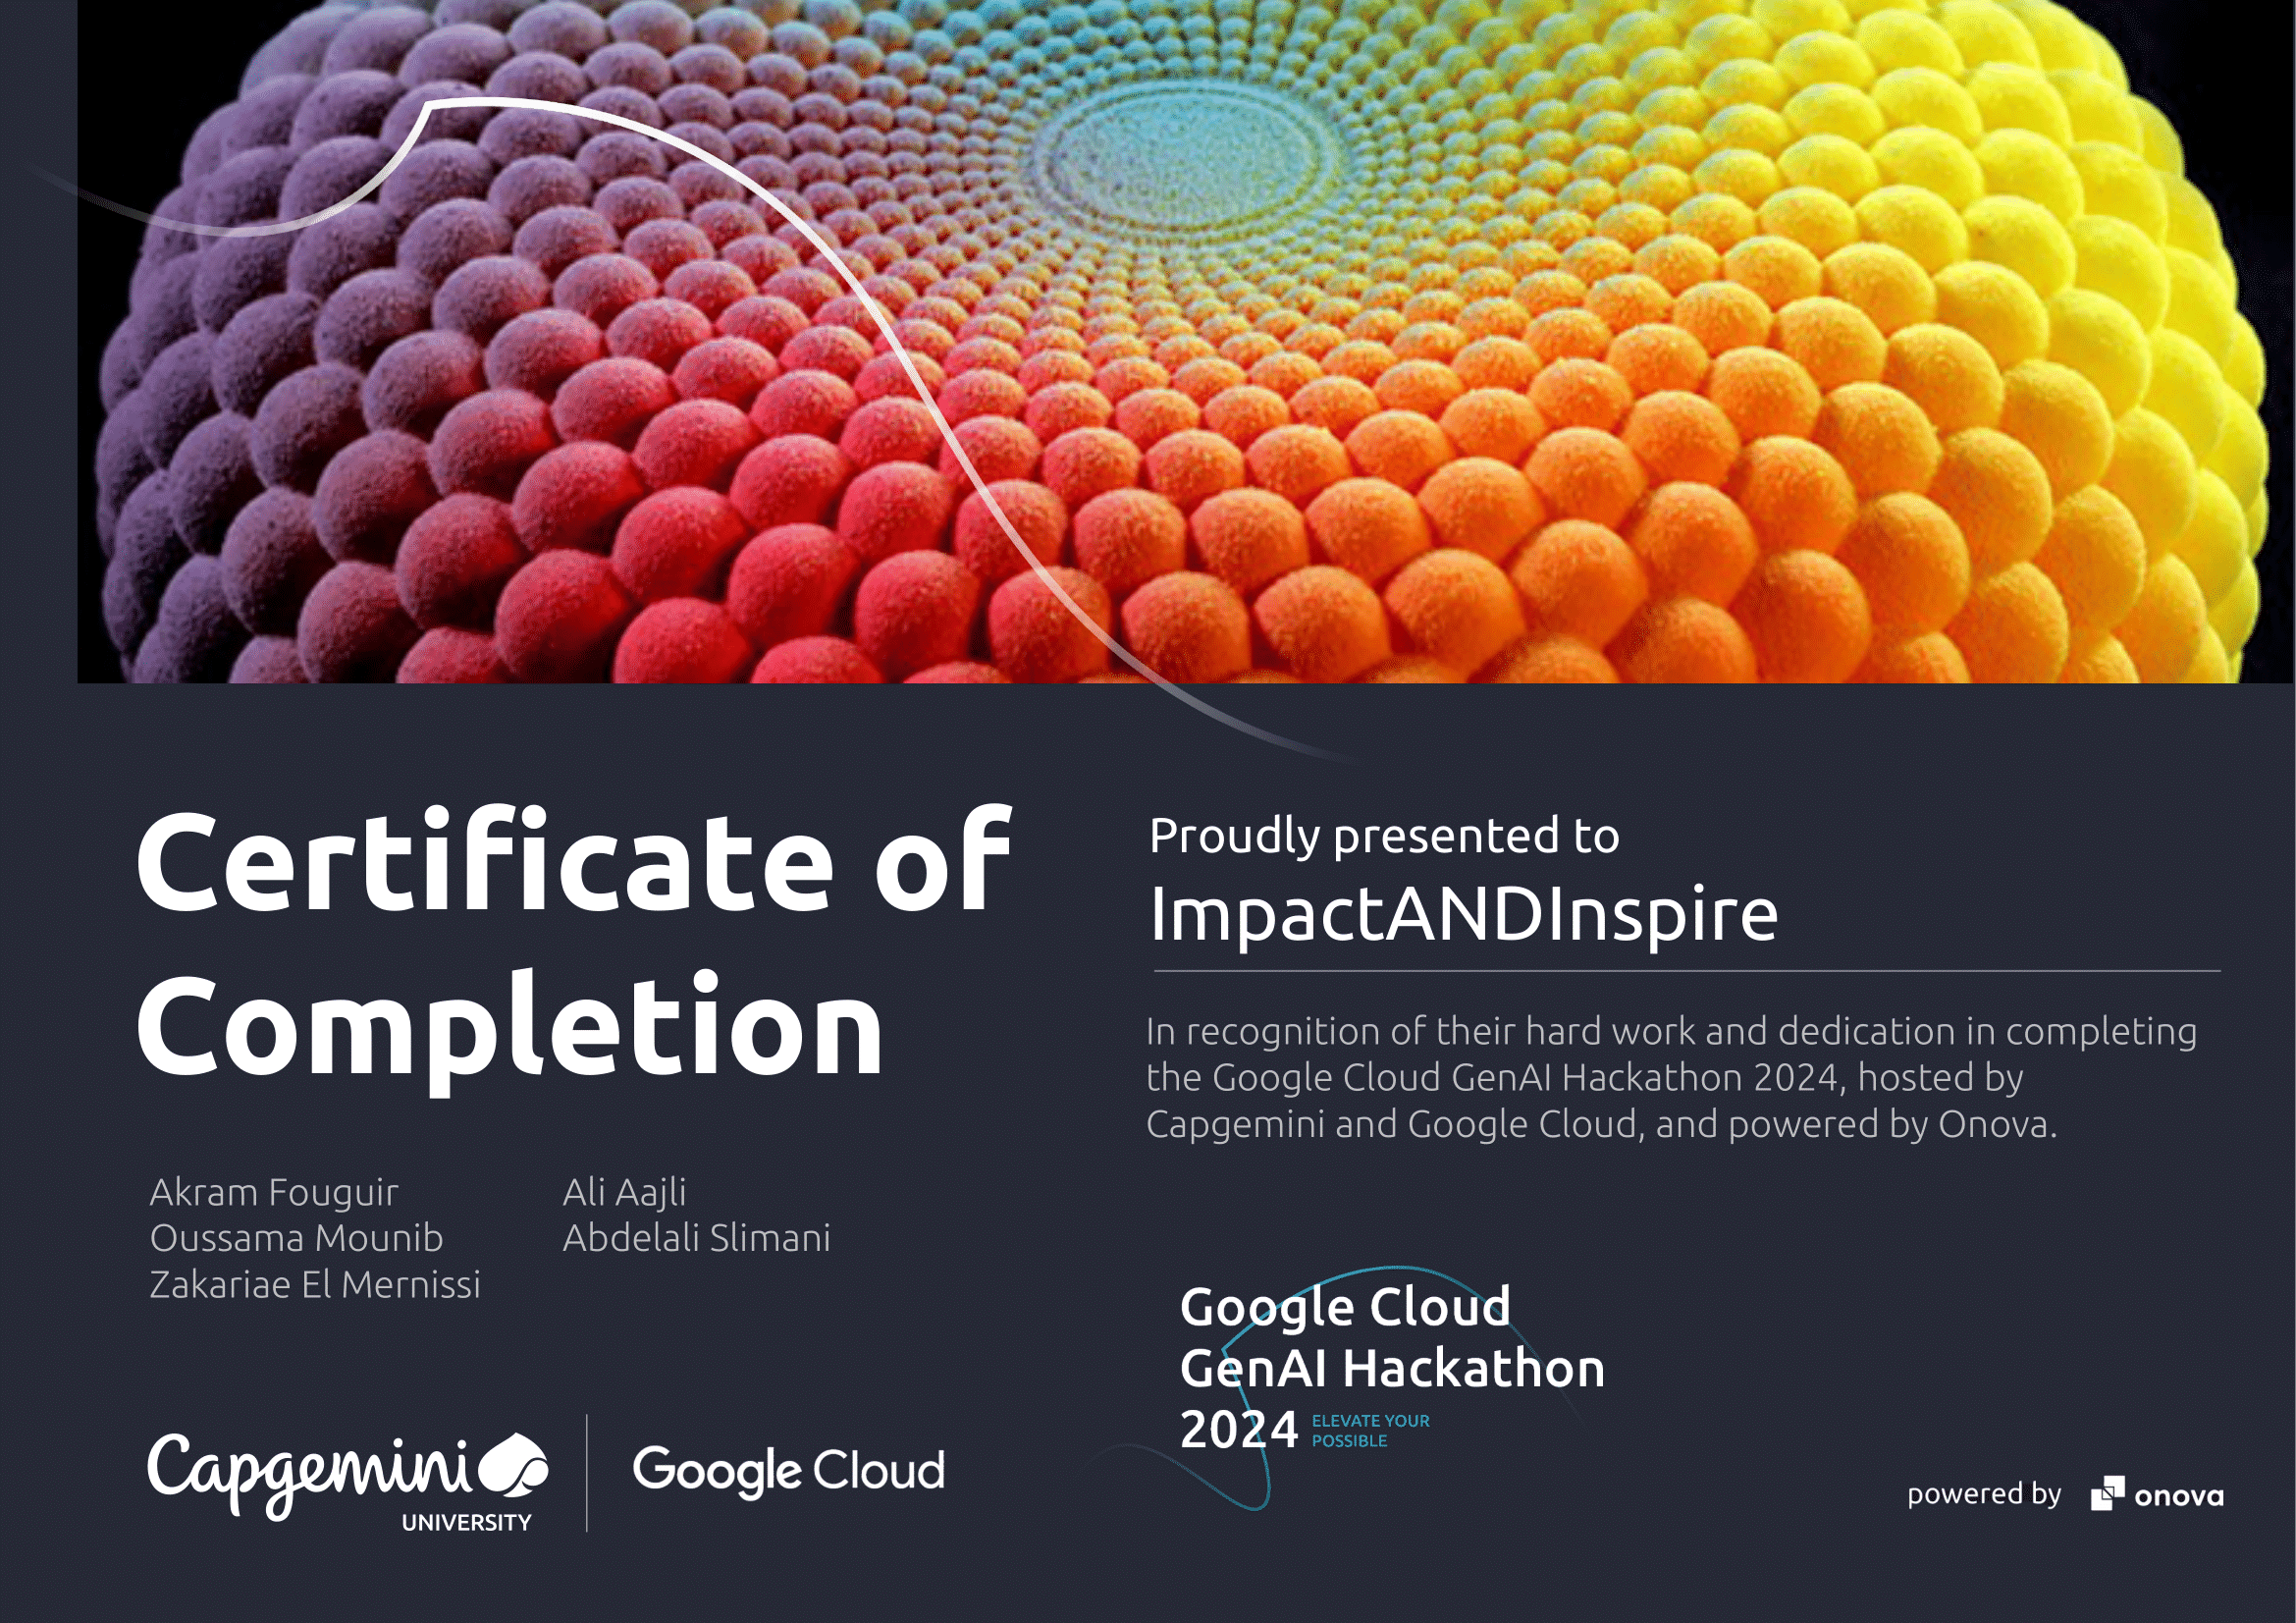 Certificate of
Completion
Akram Fouguir
Oussama Mounib
Zakariae El Mernissi
Ali Aajli
Abdelali Slimani
Proudly presented to
ImpactANDInspire
In recognition of their hard work and dedication in completing
the Google Cloud GenAI Hackathon 2024, hosted by
Capgemini and Google Cloud, and powered by Onova.
Google Cloud
GenAI Hackathon
2024
ELEVATE YOUR
POSSIBLE
Capgemini
UNIVERSITY
Google Cloud
powered by onova